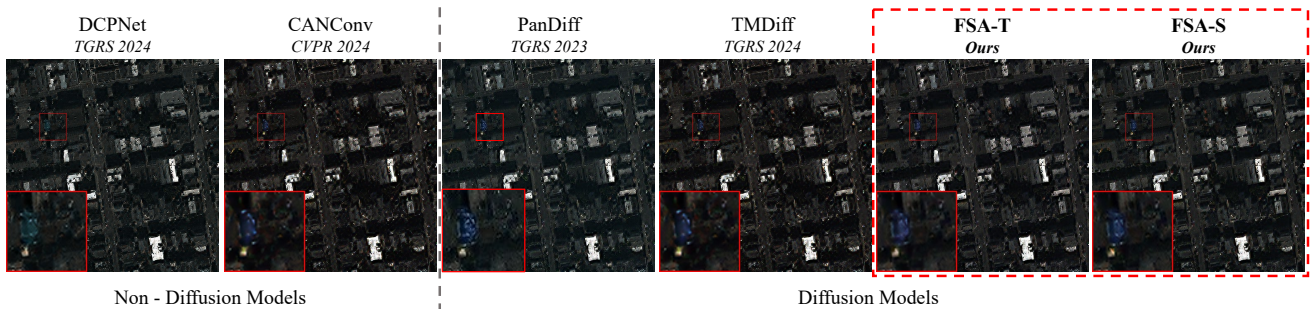 DCPNet
TGRS 2024
CANConv
CVPR 2024
PanDiff
TGRS 2023
TMDiff
TGRS 2024
FSA-T
Ours
FSA-S
Ours
Non - Diffusion Models
Diffusion Models